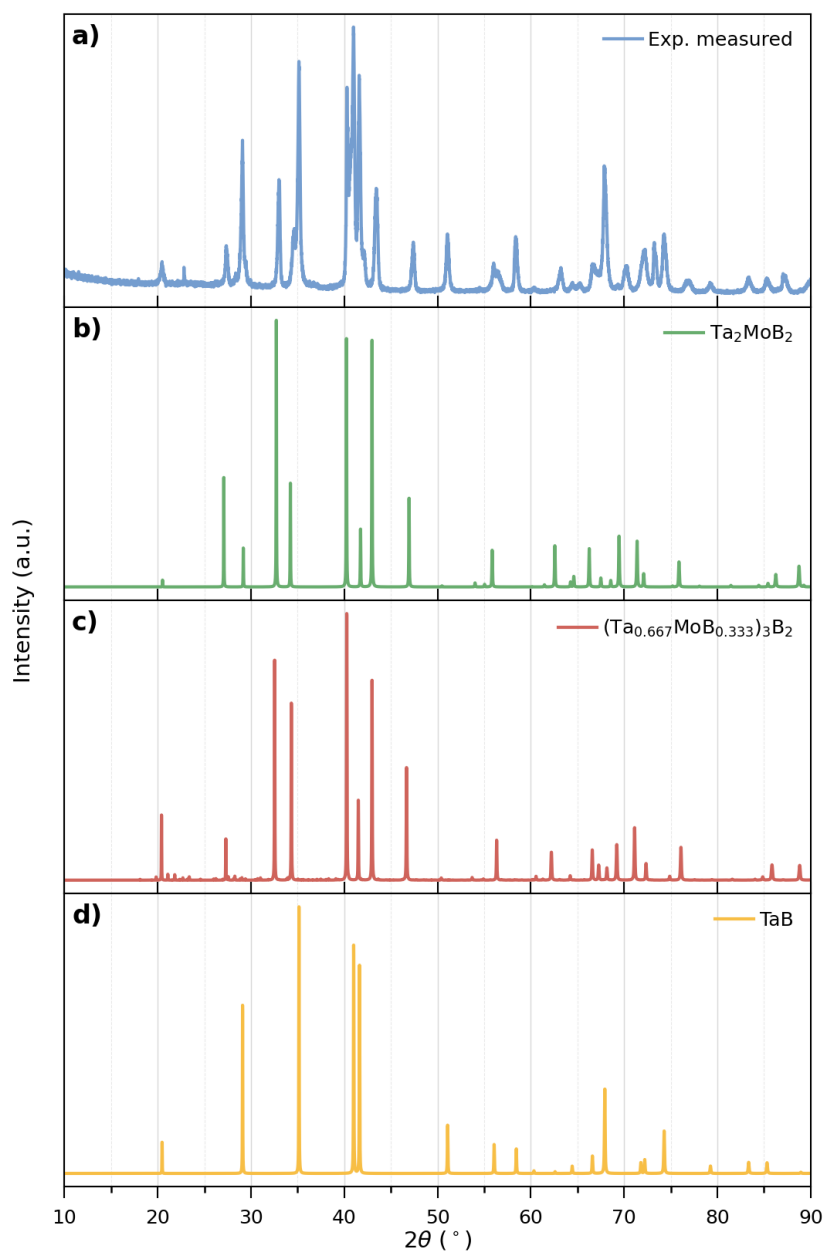 a)
Exp. measured
b)
Ta₂MoB₂
c)
(Ta₀.₆₆₇MoB₀.₃₃₃)₃B₂
d)
TaB
Intensity (a.u.)
10 20 30 40 50 60 70 80 90
2θ (°)